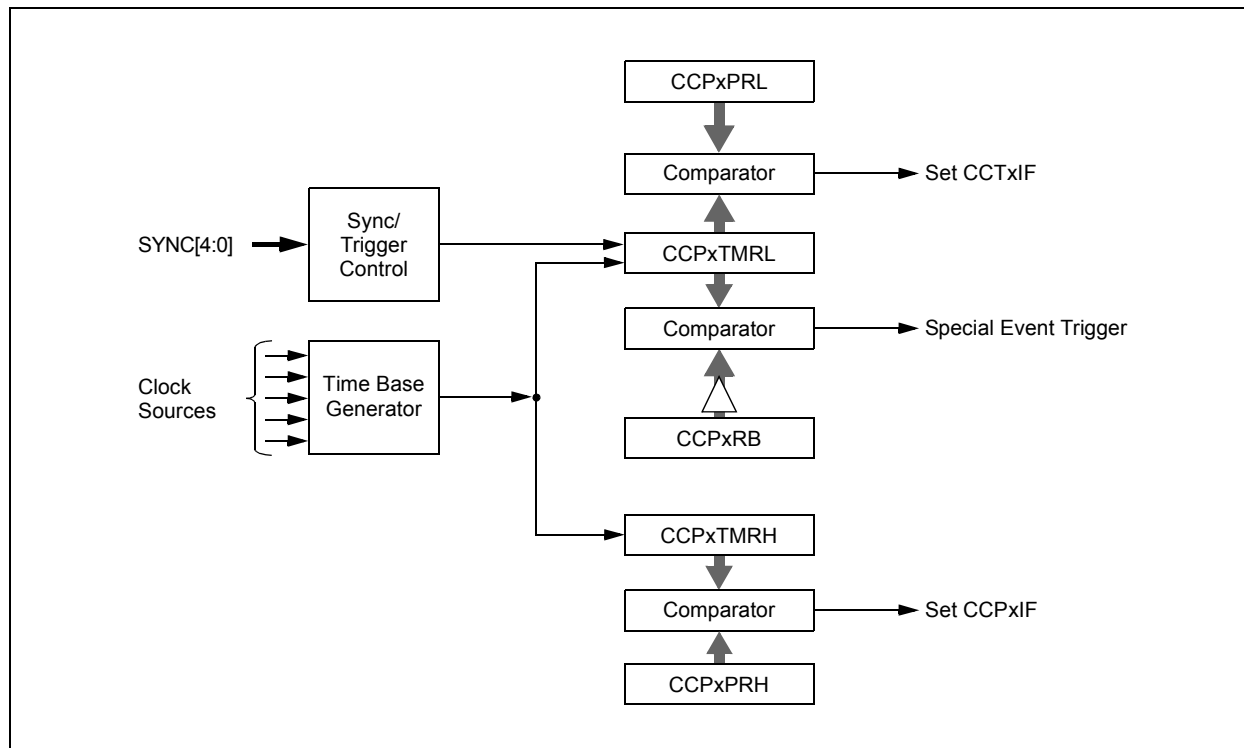 CCPxPRL
Comparator
Set CCTxIF
SYNC[4:0]
Sync/
Trigger
Control
CCPxTMRL
Comparator
Special Event Trigger
Clock
Sources
Time Base
Generator
CCPxRB
CCPxTMRH
Comparator
Set CCPxIF
CCPxPRH